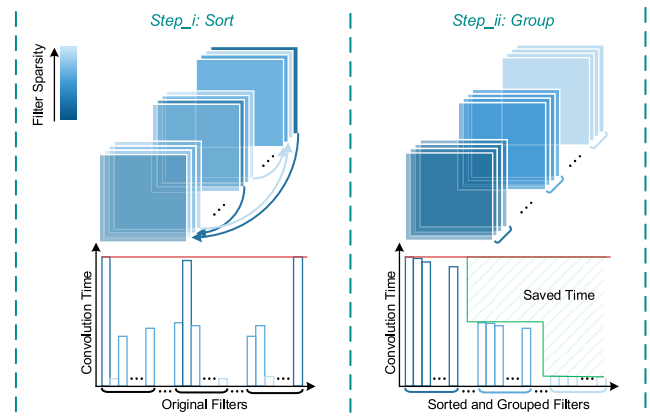 Step_i: Sort
Step_ii: Group
Filter Sparsity
Convolution Time
Original Filters
Convolution Time
Saved Time
Sorted and Grouped Filters